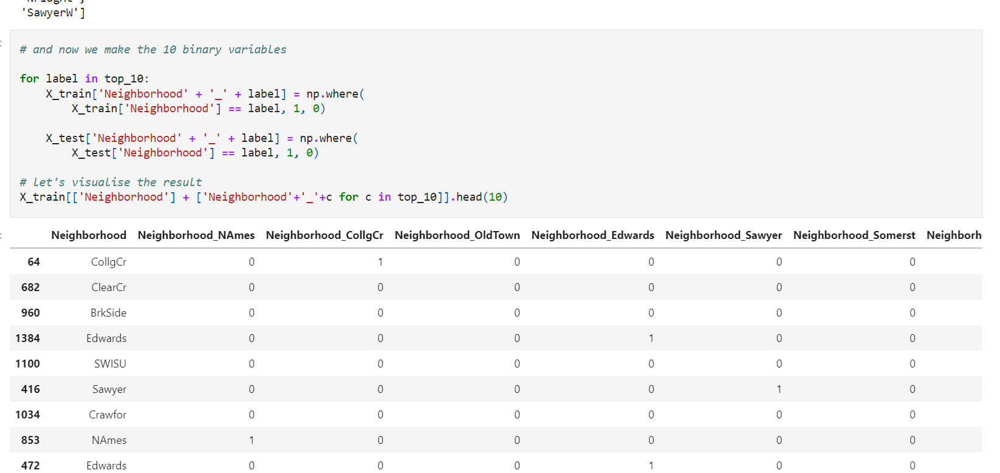 'SawyerW']
# and now we make the 10 binary variables
for label in top_10:
    X_train['Neighborhood' + '_' + label] = np.where(
        X_train['Neighborhood'] == label, 1, 0)
    X_test['Neighborhood' + '_' + label] = np.where(
        X_test['Neighborhood'] == label, 1, 0)
# let's visualise the result
X_train[['Neighborhood'] + ['Neighborhood'+'_'+c for c in top_10]].head(10)
Neighborhood Neighborhood_NAmes Neighborhood_CollgCr Neighborhood_OldTown Neighborhood_Edwards Neighborhood_Sawyer Neighborhood_Somerst Neighborh
64 CollgCr 0 1 0 0 0 0
682 ClearCr 0 0 0 0 0 0
960 BrkSide 0 0 0 0 0 0
1384 Edwards 0 0 0 1 0 0
1100 SWISU 0 0 0 0 0 0
416 Sawyer 0 0 0 0 1 0
1034 Crawfor 0 0 0 0 0 0
853 NAmes 1 0 0 0 0 0
472 Edwards 0 0 0 1 0 0